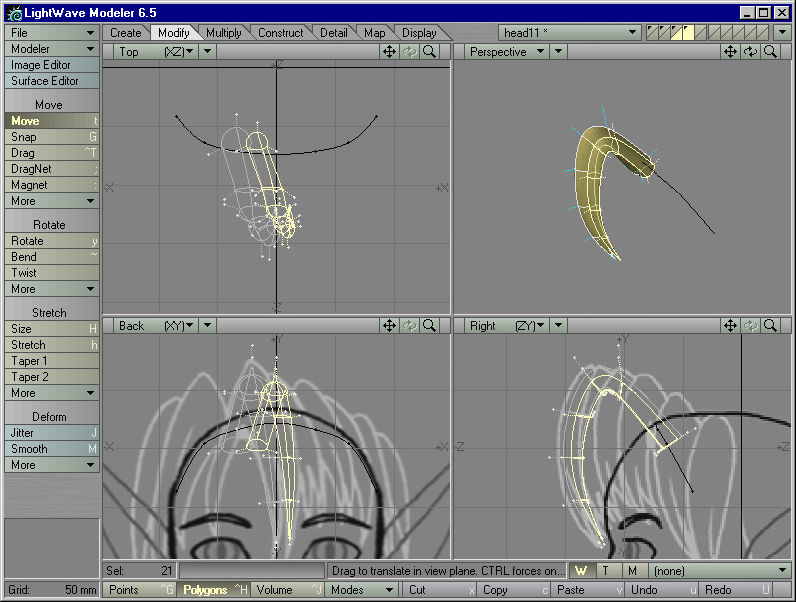 LightWave Modeler 6.5
File
Create Modify Multiply Construct Detail Map Display head11 *
Modeler
Top (XZ) Perspective
Image Editor
Surface Editor
Move
Move t
Snap G
Drag ^T
DragNet ;
Magnet :
More
Rotate
Rotate y
Bend ~
Twist
More
Stretch
Size H
Stretch h
Taper 1
Taper 2
More
Deform
Jitter J
Smooth M
More
-X +X
+Z
-Z
Back (XY) Right (ZY)
+Y
-X +X
-Y
+Y
-Z +Z
Sel: 21 Drag to translate in view plane. CTRL forces on... W T M (none)
Grid: 50 mm Points ^G Polygons ^H Volume ^J Modes Cut x Copy c Paste v Undo u Redo U